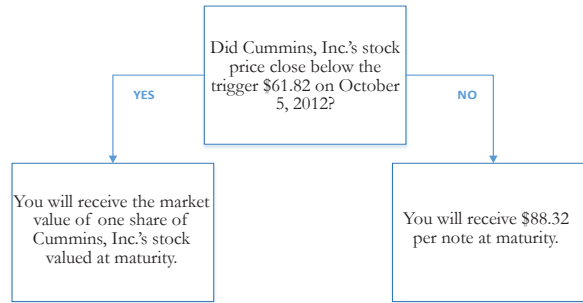 Did Cummins, Inc.'s stock
price close below the
trigger $61.82 on October
5, 2012?
YES
NO
You will receive the market
value of one share of
Cummins, Inc.'s stock
valued at maturity.
You will receive $88.32
per note at maturity.